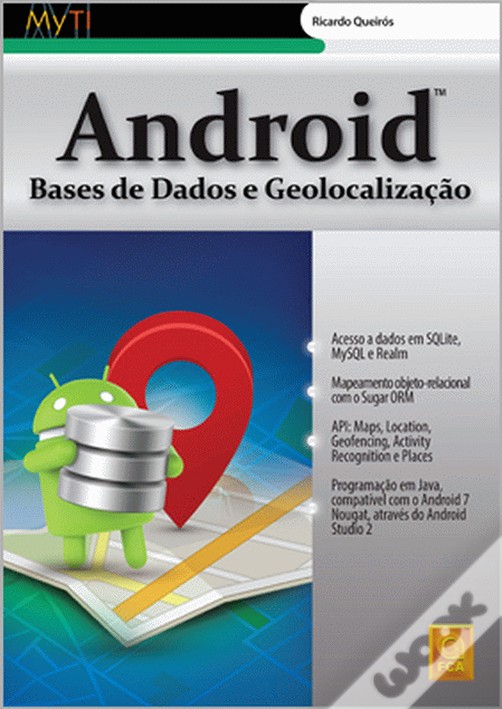 MyTI
Ricardo Queirós
Android™
Bases de Dados e Geolocalização
Acesso a dados em SQLite,
MySQL e Realm
Mapeamento objeto-relacional
com o Sugar ORM
API: Maps, Location,
Geofencing, Activity
Recognition e Places
Programação em Java,
compatível com o Android 7
Nougat, através do Android
Studio 2
FCA
wook